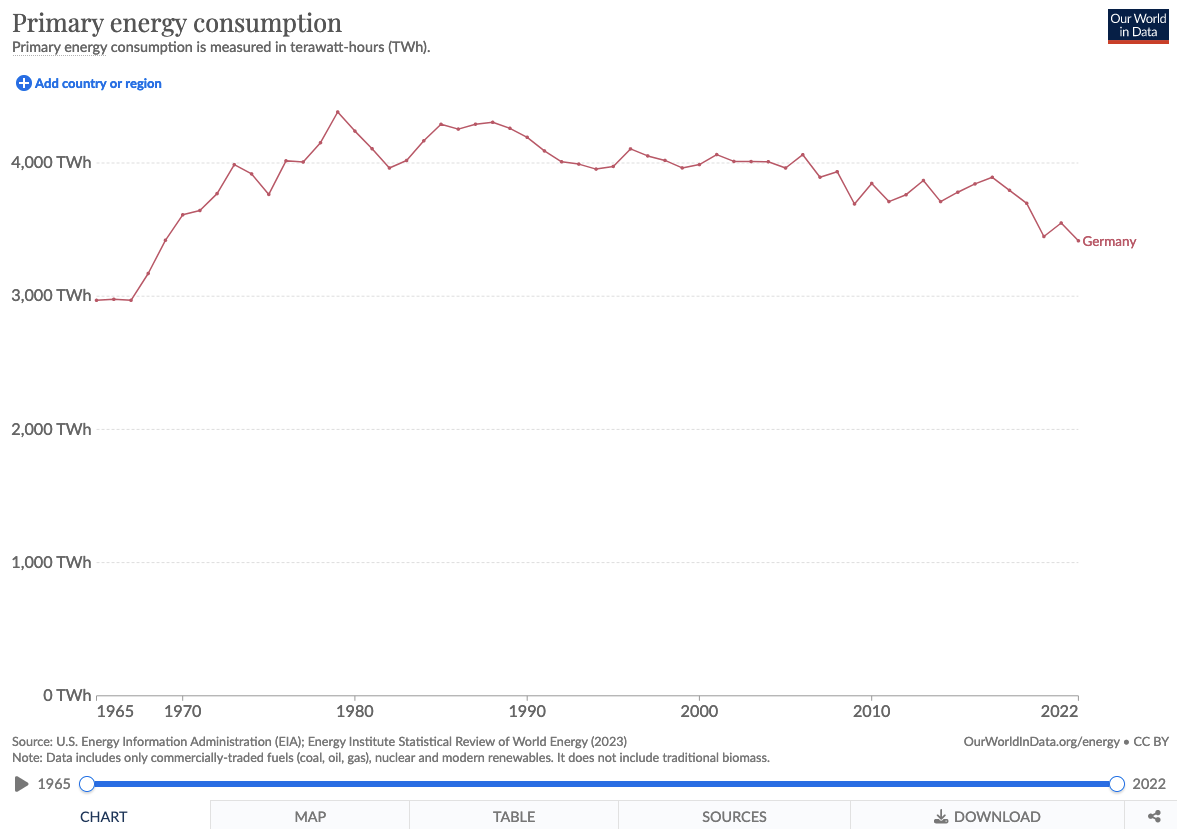 Primary energy consumption
Primary energy consumption is measured in terawatt-hours (TWh).
Our World
in Data
Add country or region
4,000 TWh
3,000 TWh
2,000 TWh
1,000 TWh
0 TWh
Germany
1965
1970
1980
1990
2000
2010
2022
Source: U.S. Energy Information Administration (EIA); Energy Institute Statistical Review of World Energy (2023)
OurWorldInData.org/energy • CC BY
Note: Data includes only commercially-traded fuels (coal, oil, gas), nuclear and modern renewables. It does not include traditional biomass.
1965
2022
CHART
MAP
TABLE
SOURCES
DOWNLOAD